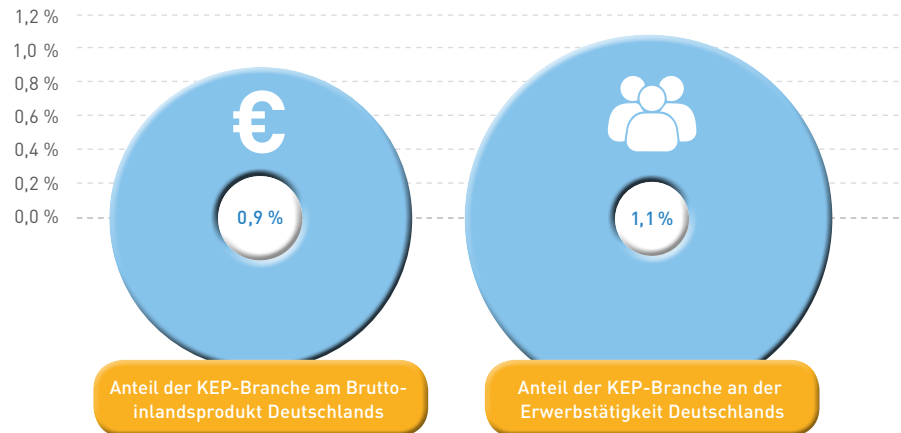 1,2 %
1,0 %
0,8 %
0,6 %
0,4 %
0,2 %
0,0 %
€
0,9 %
1,1 %
Anteil der KEP-Branche am Brutto-
inlandsprodukt Deutschlands
Anteil der KEP-Branche an der
Erwerbstätigkeit Deutschlands